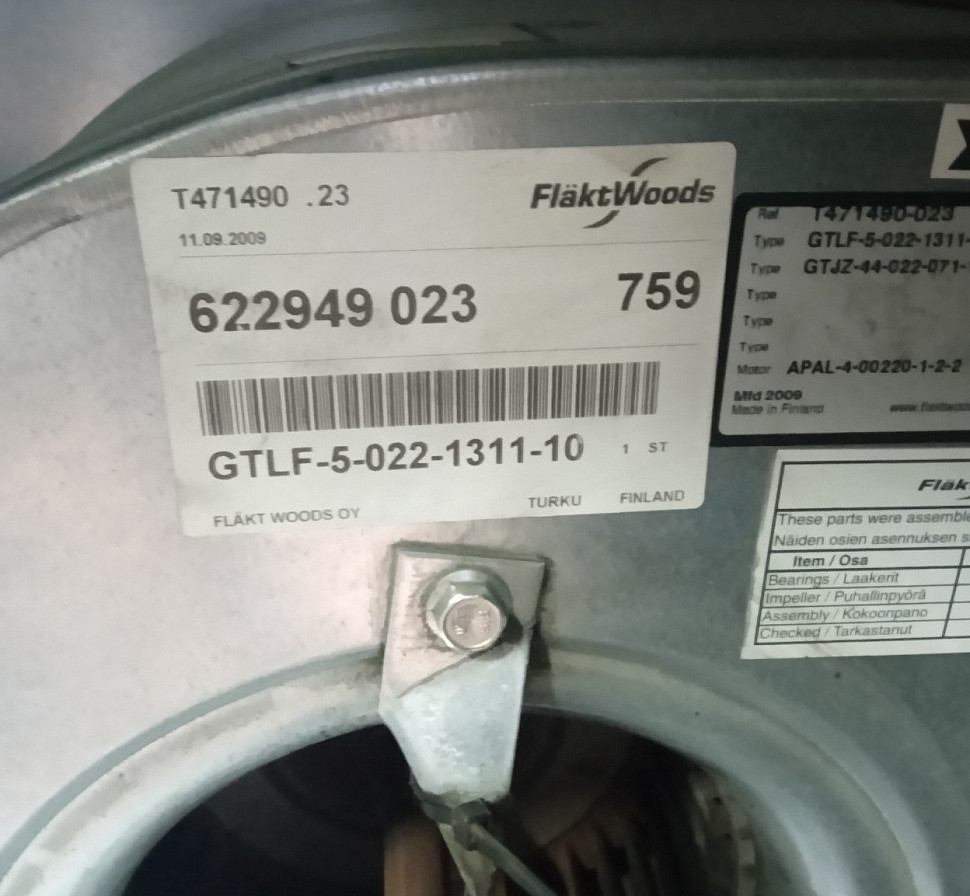 T471490 .23
FläktWoods
11.09.2009
622949 023
759
GTLF-5-022-1311-10
1 ST
FLÄKT WOODS OY
TURKU
FINLAND
Ref T471490-023
Type GTLF-5-022-1311-
Type GTJZ-44-022-071-
Type
Type
Type
Motor APAL-4-00220-1-2-2
Mfd 2009
Made in Finland
Fläk
These parts were assemble
Näiden osien asennuksen s
Item / Osa
Bearings / Laakerit
Impeller / Puhallinpyörä
Assembly / Kokoonpano
Checked / Tarkastanut